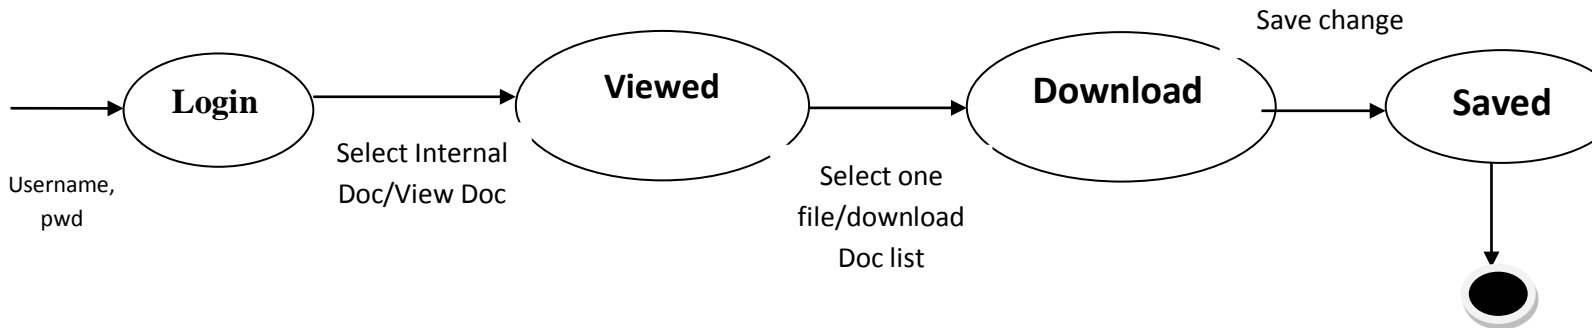 Save change
Login
Viewed
Download
Saved
Username,
pwd
Select Internal
Doc/View Doc
Select one
file/download
Doc list